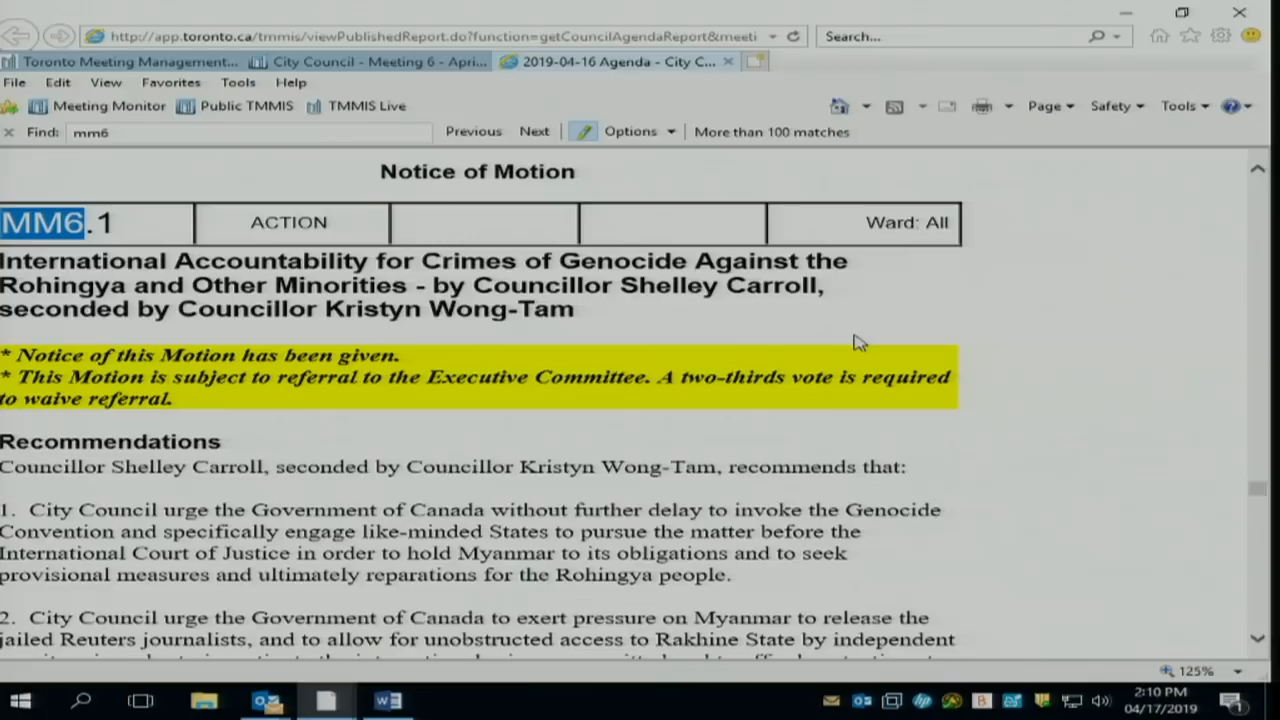 http://app.toronto.ca/tmmis/viewPublishedReport.do?function=getCouncilAgendaReport&meeti
Search...
Toronto Meeting Management...
City Council - Meeting 6 - Apri...
2019-04-16 Agenda - City C...
File Edit View Favorites Tools Help
Meeting Monitor Public TMMIS TMMIS Live
Page Safety Tools
Find: mm6 Previous Next Options More than 100 matches
Notice of Motion
MM6.1 ACTION Ward: All
International Accountability for Crimes of Genocide Against the
Rohingya and Other Minorities - by Councillor Shelley Carroll,
seconded by Councillor Kristyn Wong-Tam
* Notice of this Motion has been given.
* This Motion is subject to referral to the Executive Committee. A two-thirds vote is required
to waive referral.
Recommendations
Councillor Shelley Carroll, seconded by Councillor Kristyn Wong-Tam, recommends that:
1. City Council urge the Government of Canada without further delay to invoke the Genocide
Convention and specifically engage like-minded States to pursue the matter before the
International Court of Justice in order to hold Myanmar to its obligations and to seek
provisional measures and ultimately reparations for the Rohingya people.
2. City Council urge the Government of Canada to exert pressure on Myanmar to release the
jailed Reuters journalists, and to allow for unobstructed access to Rakhine State by independent
125%
2:10 PM
04/17/2019